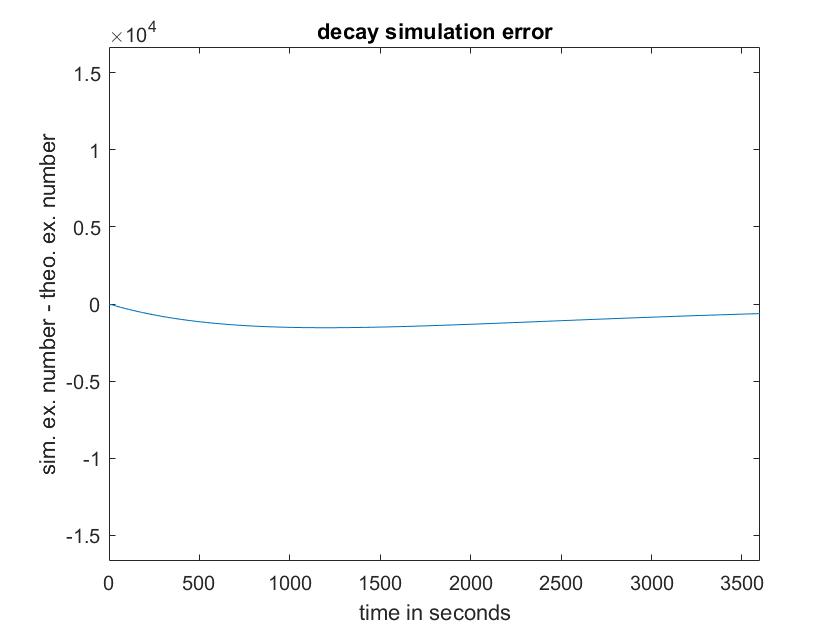 decay simulation error
×10⁴
1.5
1
0.5
0
-0.5
-1
-1.5
sim. ex. number - theo. ex. number
0 500 1000 1500 2000 2500 3000 3500
time in seconds